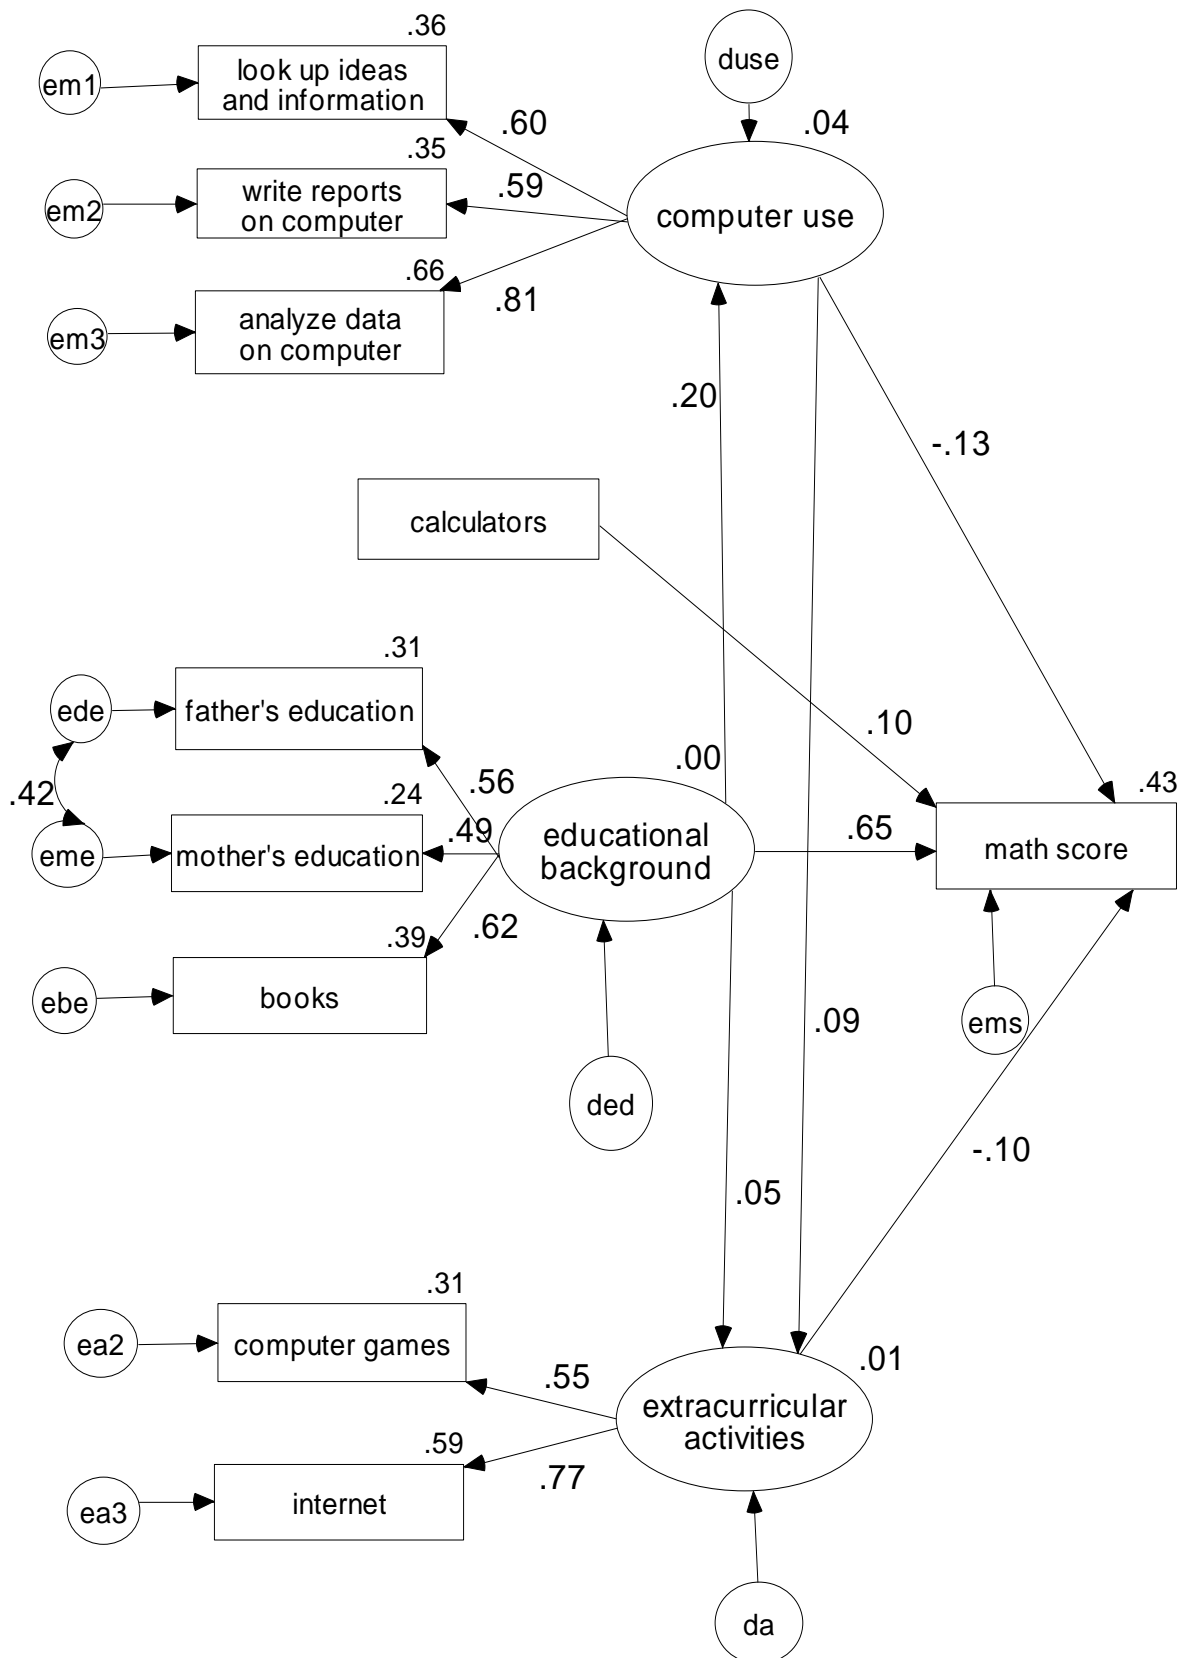 .36
em1
look up ideas
and information
duse
.04
.60
.35
em2
write reports
on computer
.59
computer use
.66
em3
analyze data
on computer
.81
.20
-.13
calculators
.31
ede
father's education
.10
.00
.42
.56
.24
.43
eme
mother's education
.49
educational
background
.65
math score
.39
.62
ebe
books
.09
ems
ded
-.10
.05
.31
ea2
computer games
.55
.01
extracurricular
activities
.59
ea3
internet
.77
da